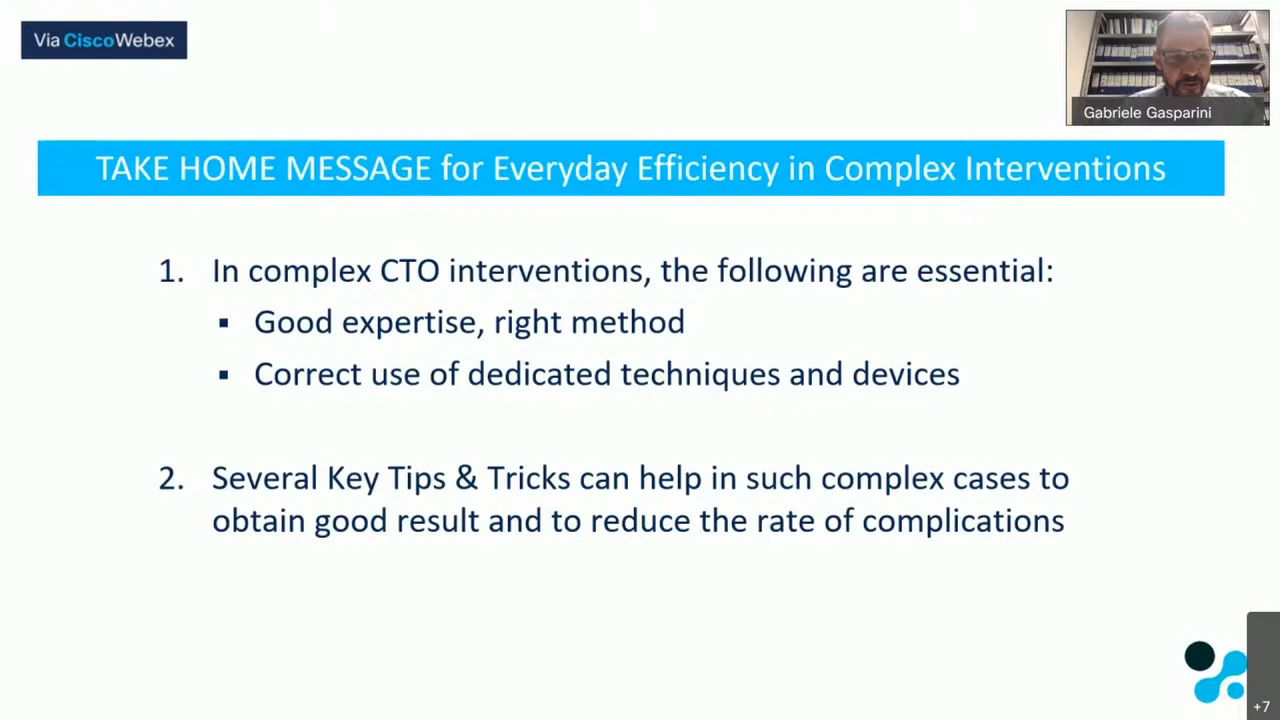 Via Cisco Webex
Gabriele Gasparini
TAKE HOME MESSAGE for Everyday Efficiency in Complex Interventions
1. In complex CTO interventions, the following are essential:
▪ Good expertise, right method
▪ Correct use of dedicated techniques and devices
2. Several Key Tips & Tricks can help in such complex cases to
obtain good result and to reduce the rate of complications
+7